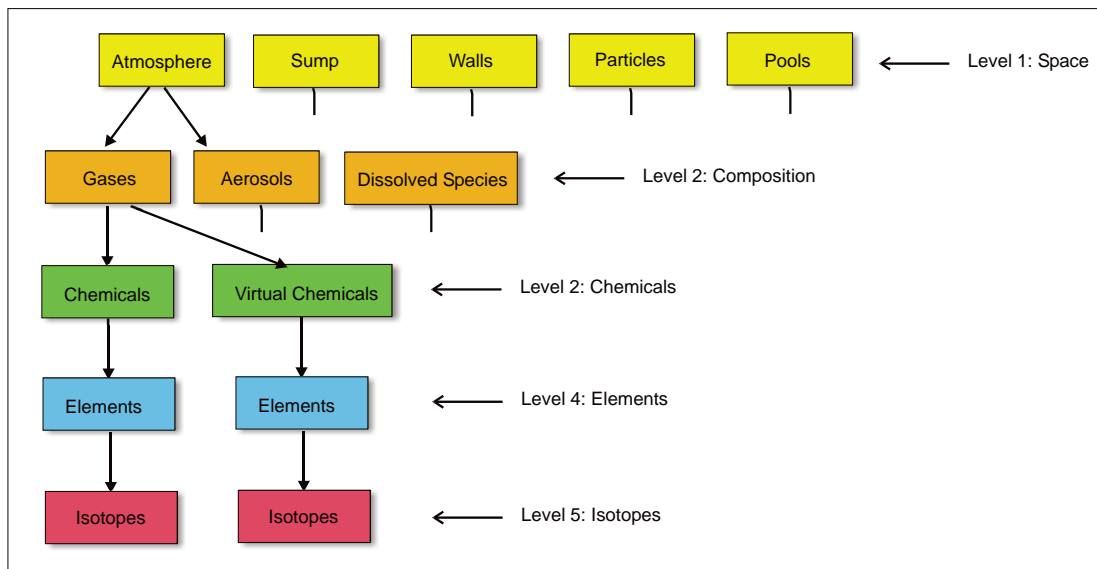 Atmosphere
Sump
Walls
Particles
Pools
Level 1: Space
Gases
Aerosols
Dissolved Species
Level 2: Composition
Chemicals
Virtual Chemicals
Level 2: Chemicals
Elements
Elements
Level 4: Elements
Isotopes
Isotopes
Level 5: Isotopes